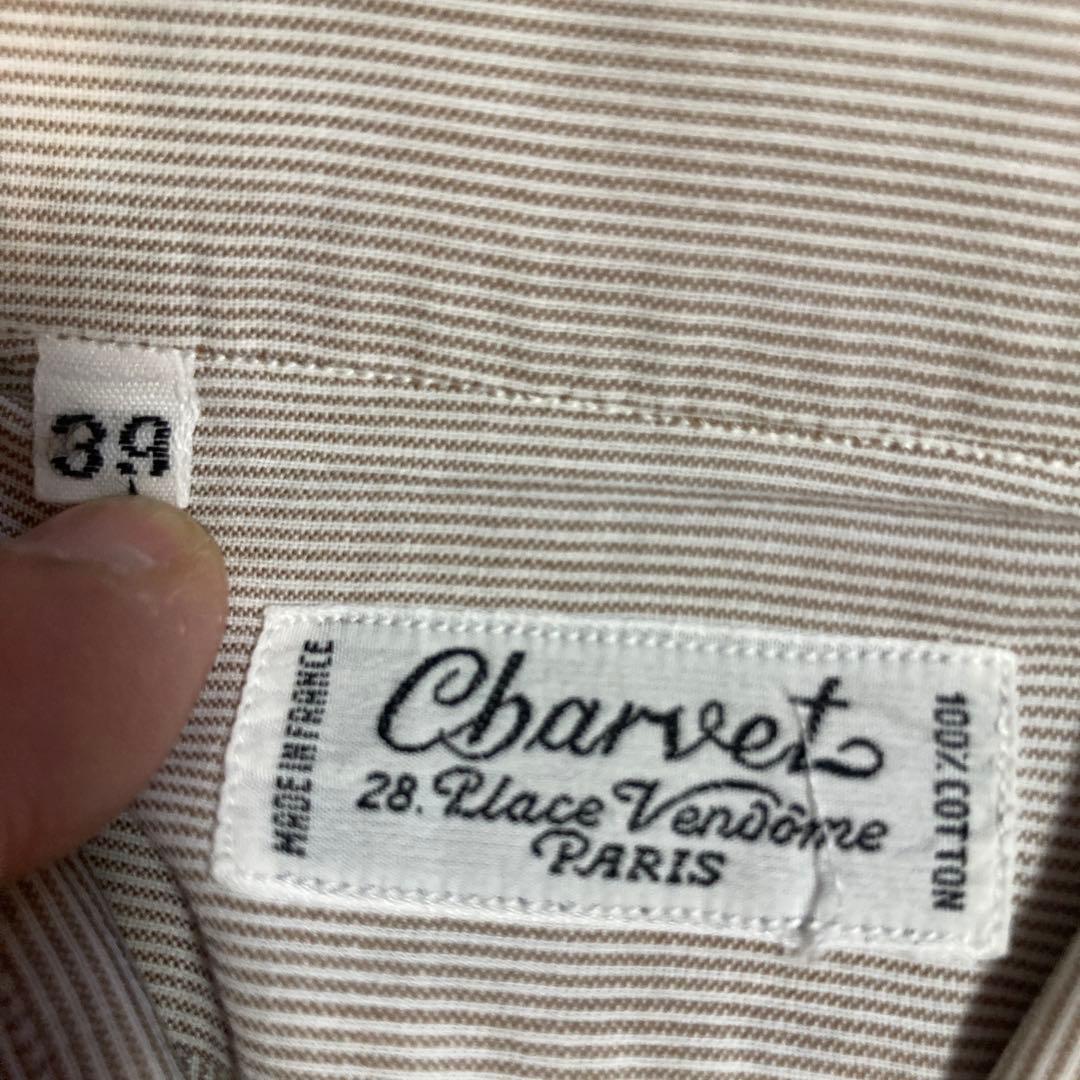 39
MADE IN FRANCE
Charvet
28. Place Vendôme
PARIS
100% COTTON